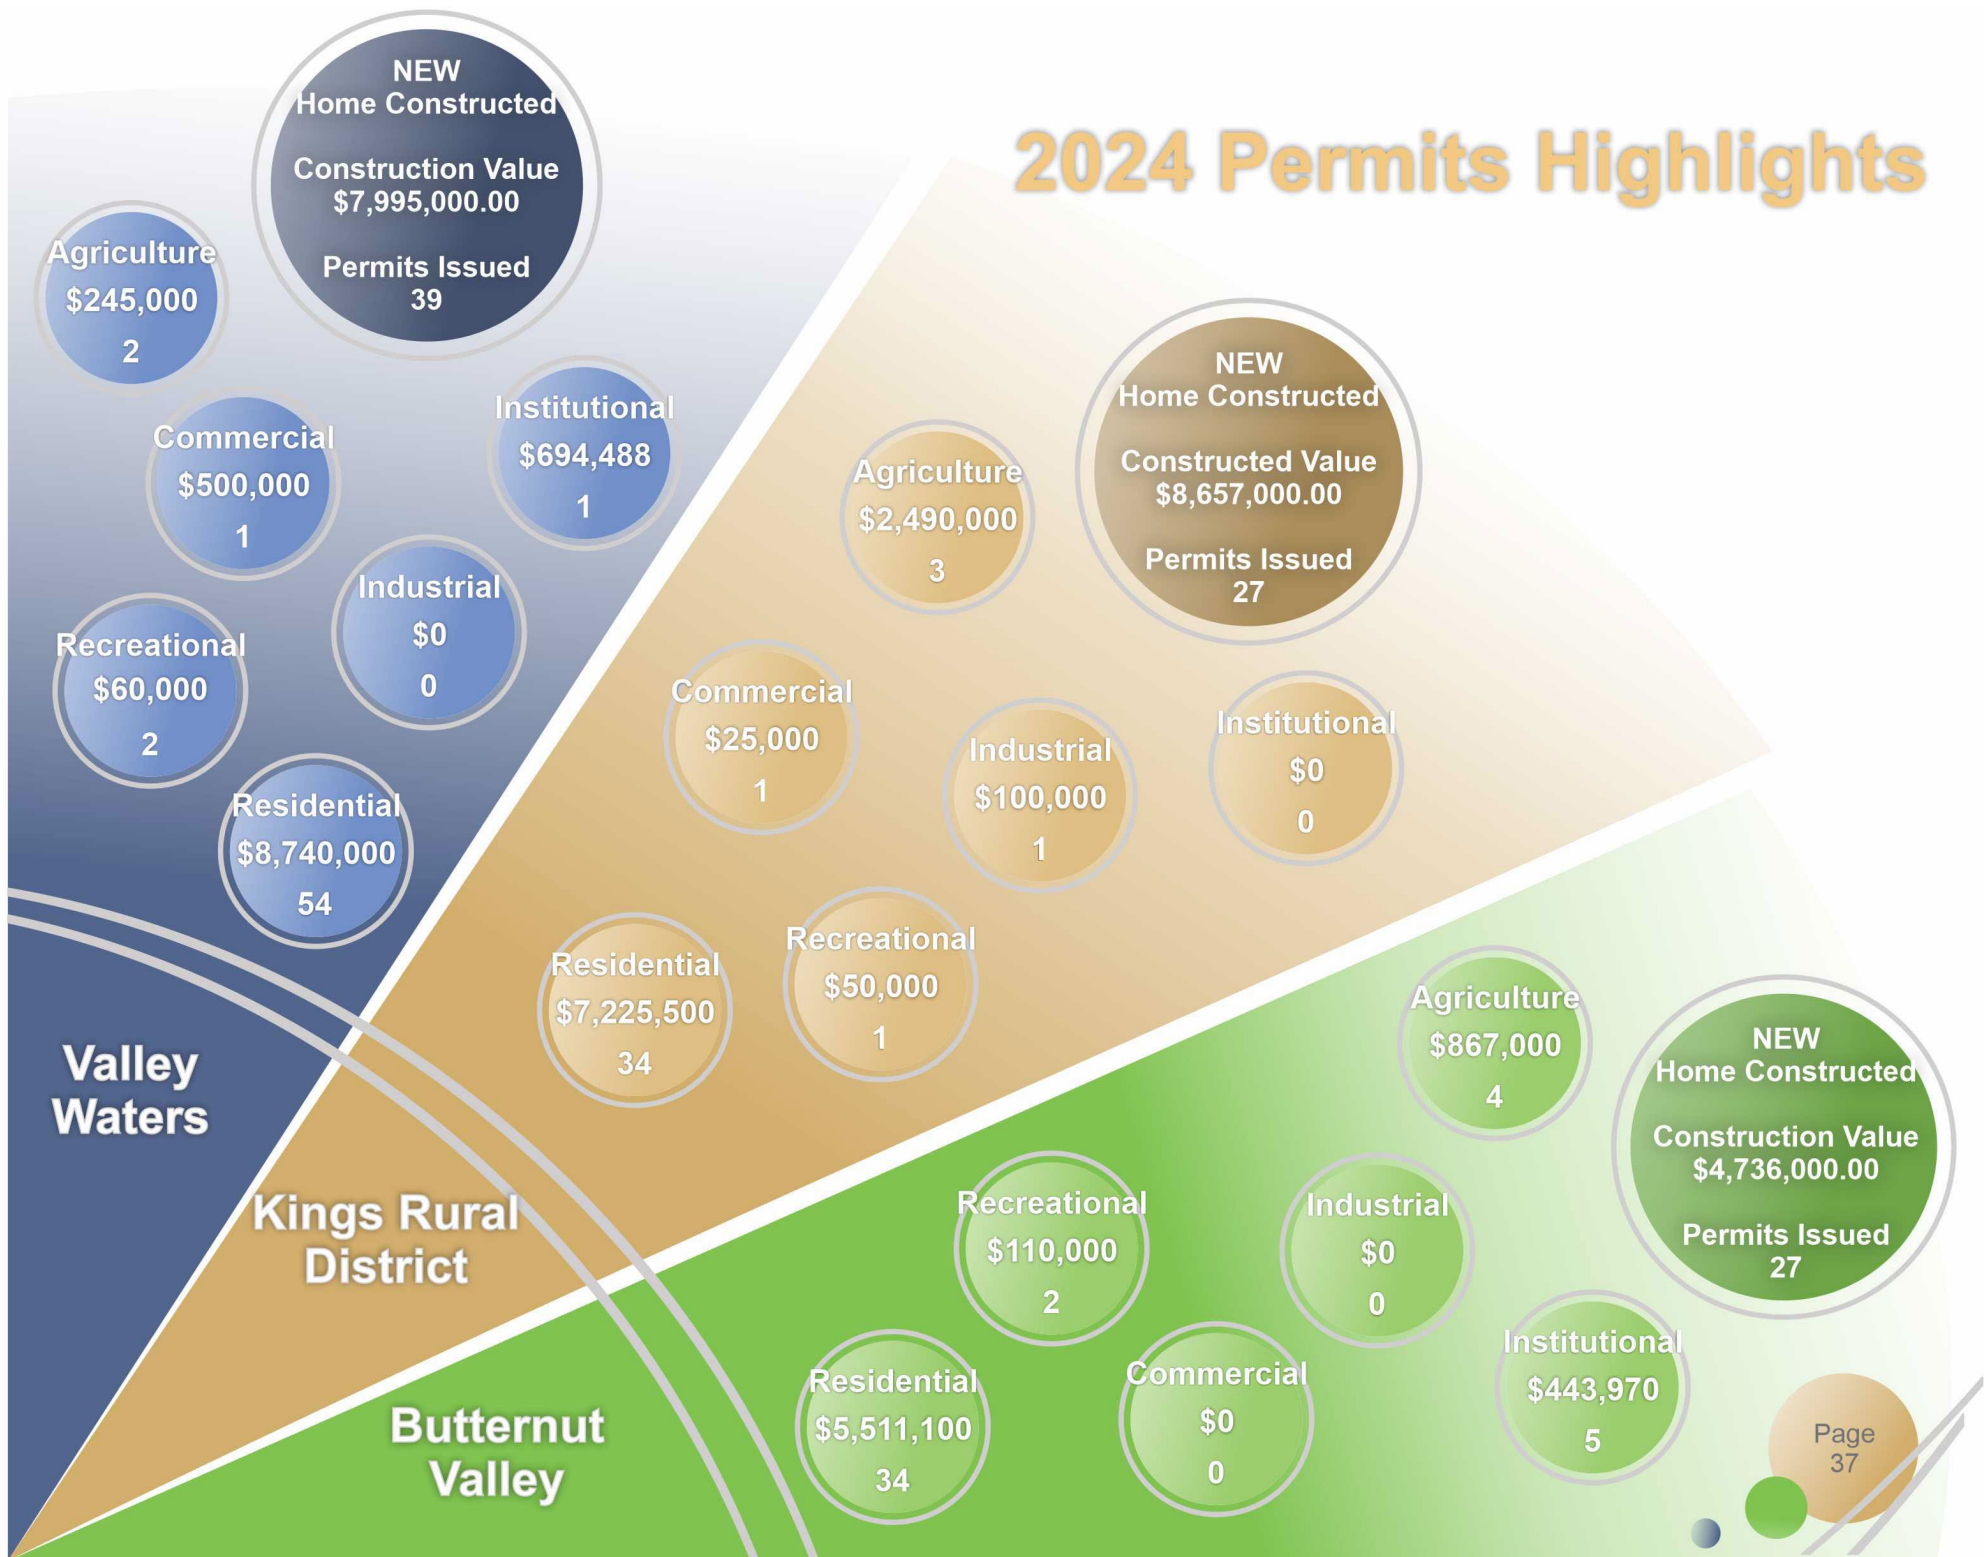 2024 Permits Highlights
NEW
Home Constructed
Construction Value
$7,995,000.00
Permits Issued
39
Agriculture
$245,000
2
Commercial
$500,000
1
Institutional
$694,488
1
Industrial
$0
0
Recreational
$60,000
2
Residential
$8,740,000
54
Valley
Waters
NEW
Home Constructed
Constructed Value
$8,657,000.00
Permits Issued
27
Agriculture
$2,490,000
3
Commercial
$25,000
1
Industrial
$100,000
1
Institutional
$0
0
Residential
$7,225,500
34
Recreational
$50,000
1
Kings Rural
District
NEW
Home Constructed
Construction Value
$4,736,000.00
Permits Issued
27
Agriculture
$867,000
4
Recreational
$110,000
2
Industrial
$0
0
Institutional
$443,970
5
Residential
$5,511,100
34
Commercial
$0
0
Butternut
Valley
Page
37